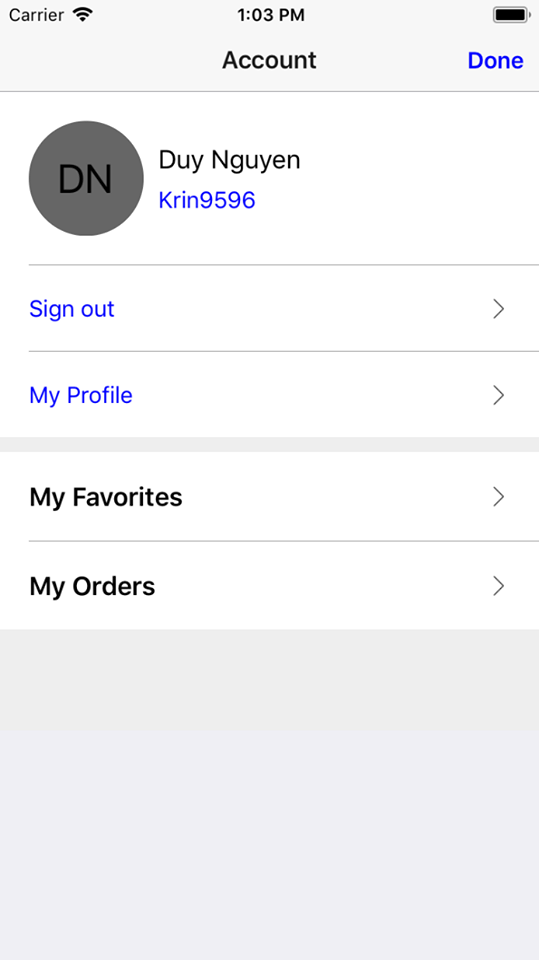 Carrier 1:03 PM
Account Done
DN
Duy Nguyen
Krin9596
Sign out
My Profile
My Favorites
My Orders